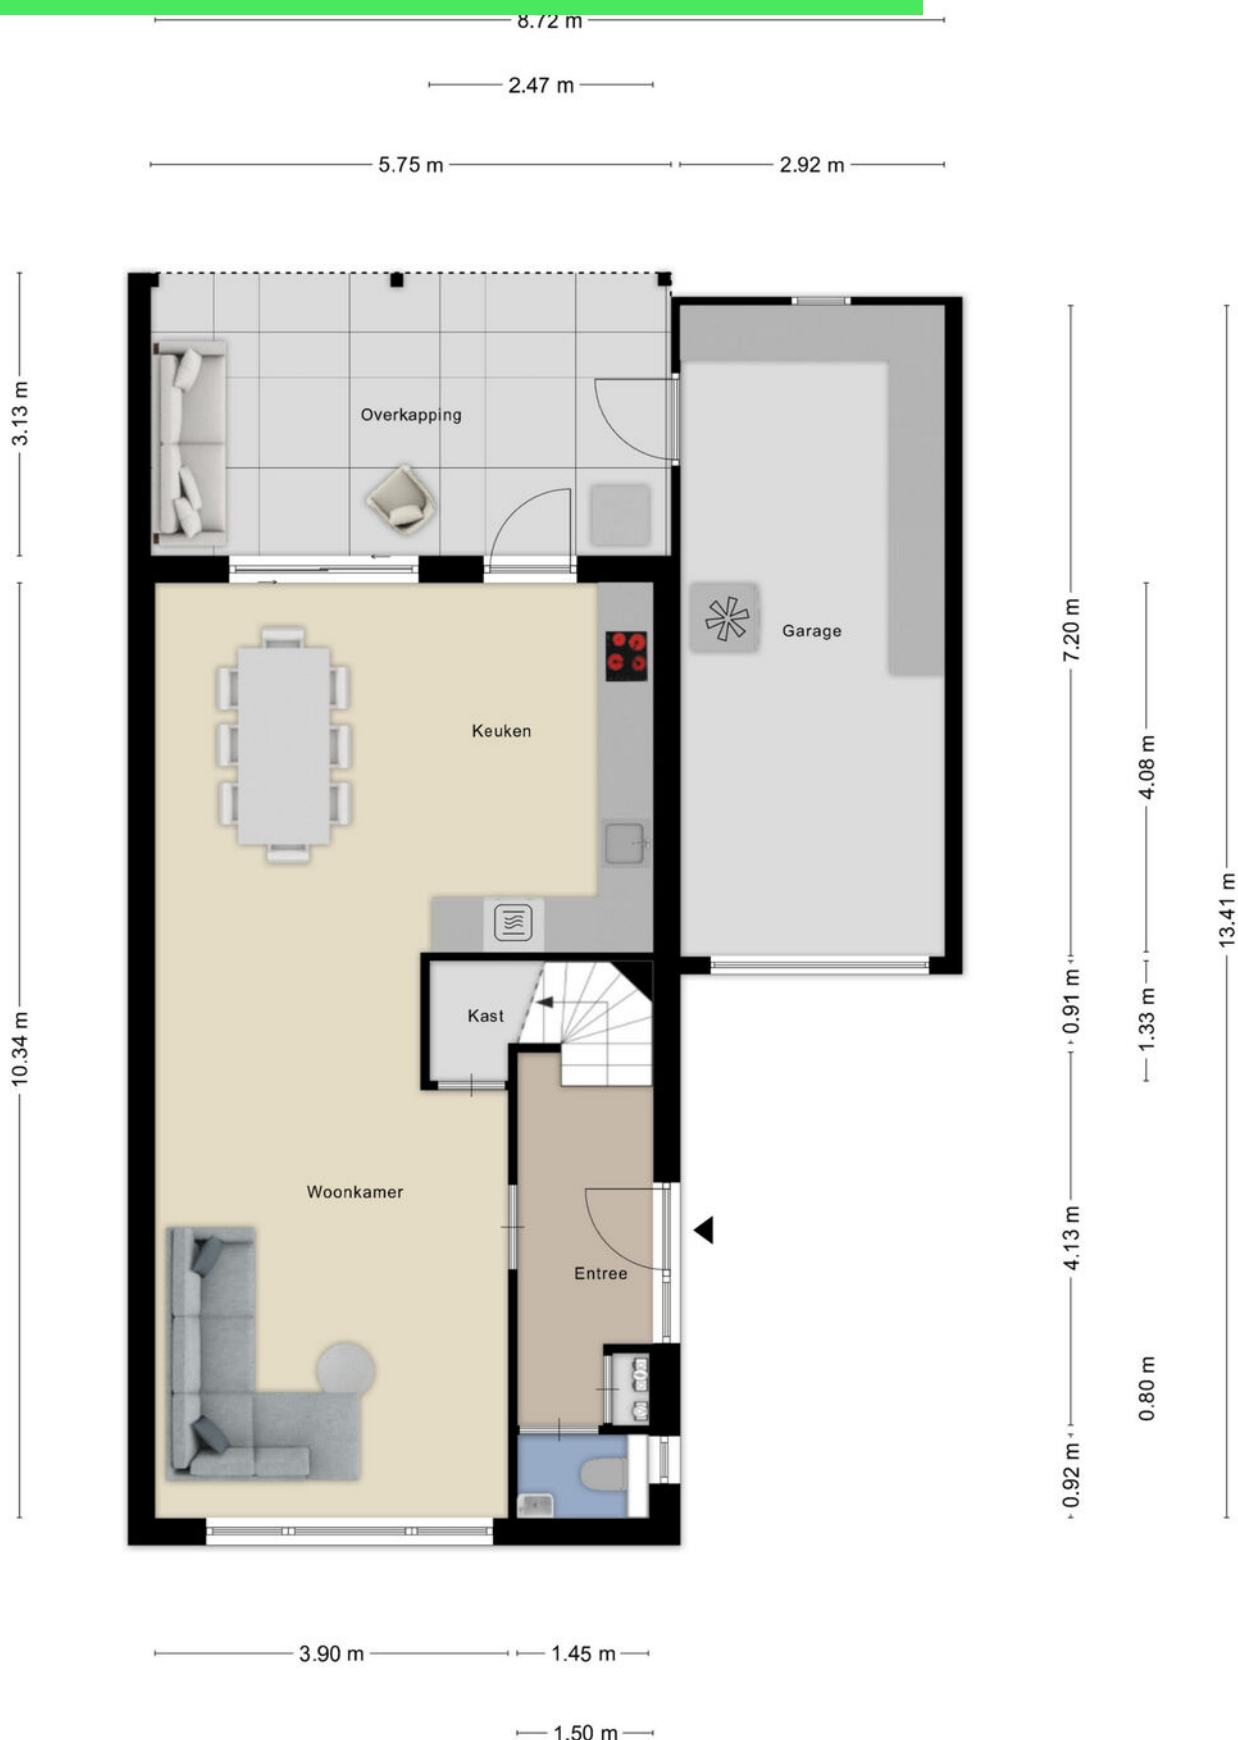 8.72 m
2.47 m
5.75 m
2.92 m
3.13 m
Overkapping
Garage
7.20 m
Keuken
4.08 m
13.41 m
Kast
0.91 m
1.33 m
10.34 m
Woonkamer
4.13 m
Entree
0.80 m
0.92 m
3.90 m
1.45 m
1.50 m